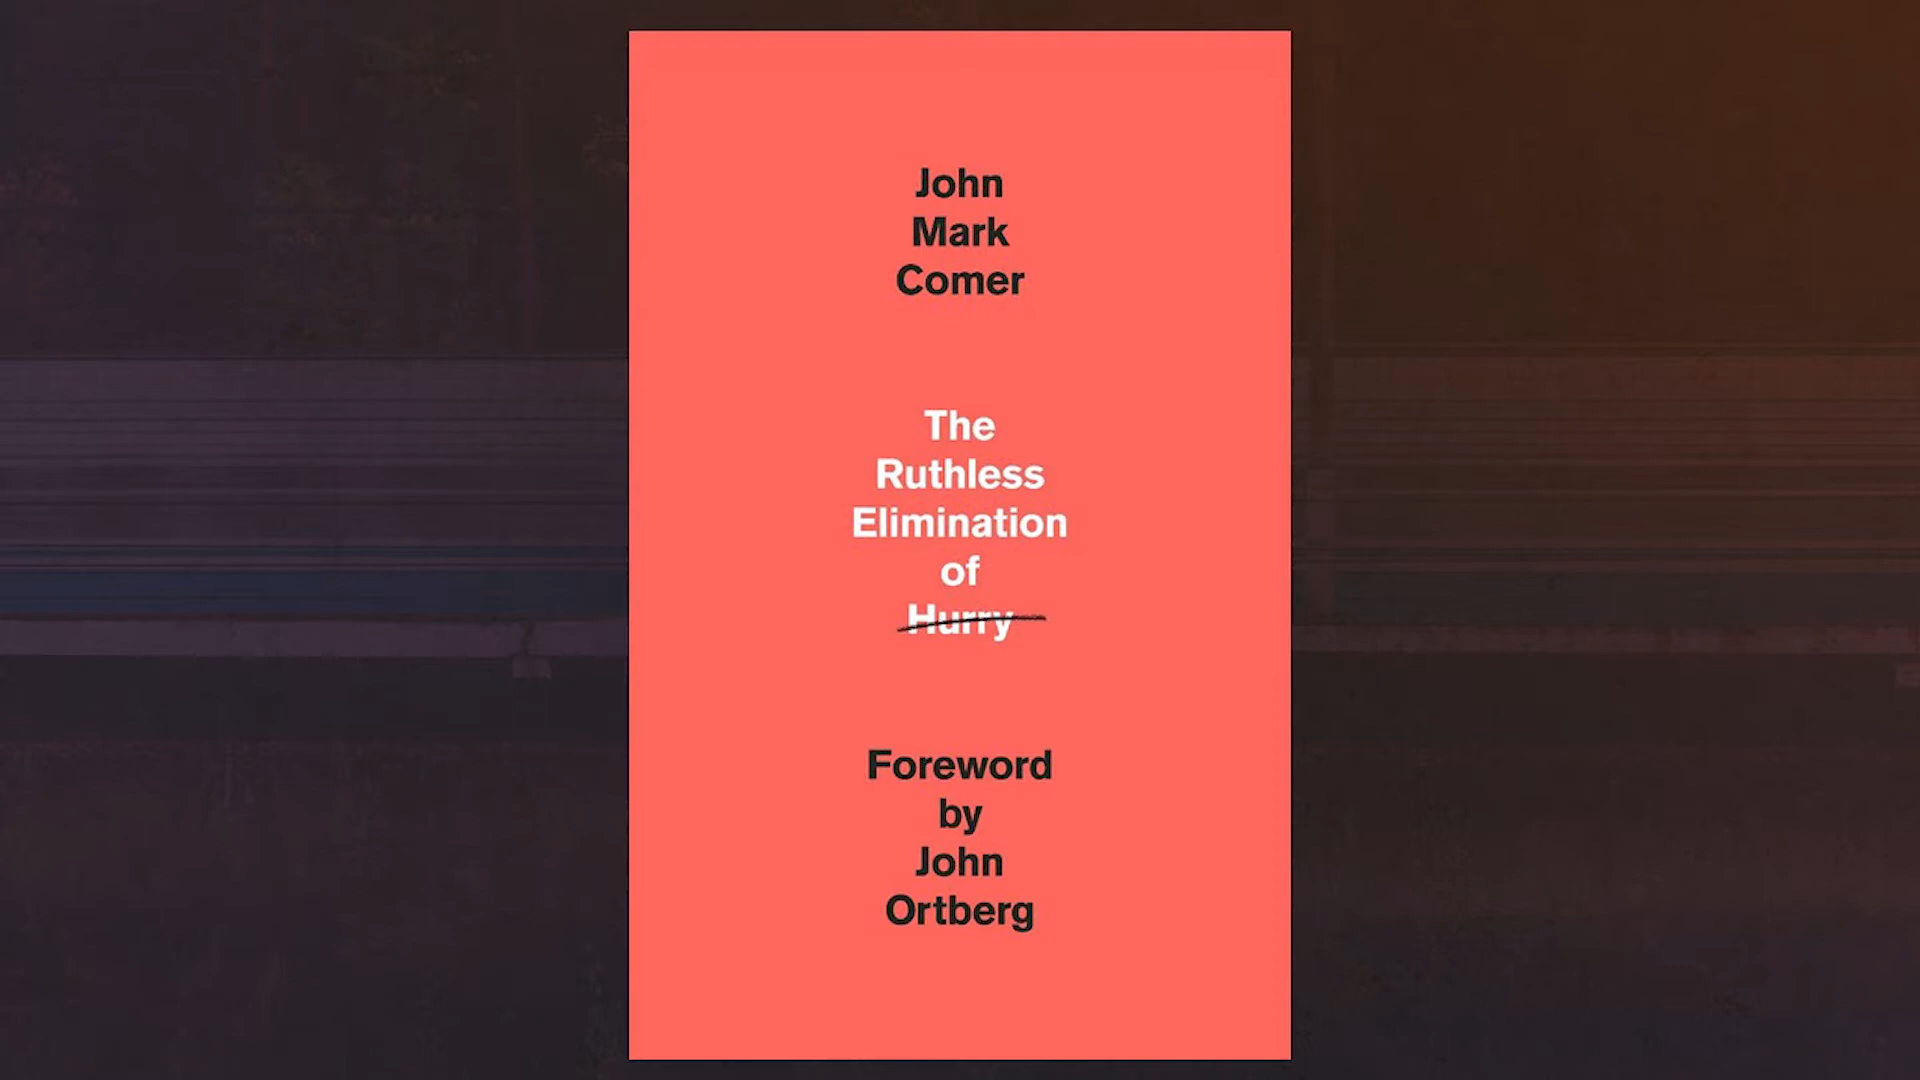 John
Mark
Comer
The
Ruthless
Elimination
of
Hurry
Foreword
by
John
Ortberg